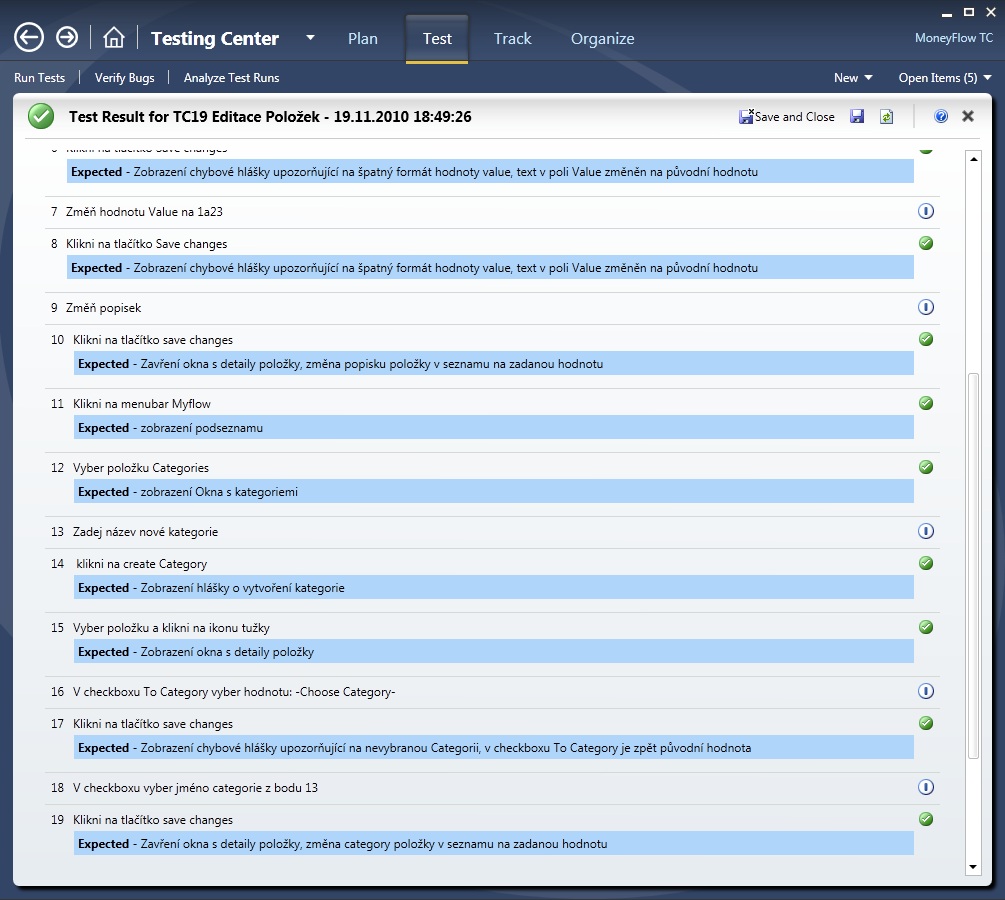 Testing Center
Plan
Test
Track
Organize
MoneyFlow TC
Run Tests
Verify Bugs
Analyze Test Runs
New
Open Items (5)
Test Result for TC19 Editace Položek - 19.11.2010 18:49:26
Save and Close
6 Klikni na tlačítko Save changes
Expected - Zobrazení chybové hlášky upozorňující na špatný formát hodnoty value, text v poli Value změněn na původní hodnotu
7 Změň hodnotu Value na 1a23
8 Klikni na tlačítko Save changes
Expected - Zobrazení chybové hlášky upozorňující na špatný formát hodnoty value, text v poli Value změněn na původní hodnotu
9 Změň popisek
10 Klikni na tlačítko save changes
Expected - Zavření okna s detaily položky, změna popisku položky v seznamu na zadanou hodnotu
11 Klikni na menubar Myflow
Expected - zobrazení podseznamu
12 Vyber položku Categories
Expected - zobrazení Okna s kategoriemi
13 Zadej název nové kategorie
14 klikni na create Category
Expected - Zobrazení hlášky o vytvoření kategorie
15 Vyber položku a klikni na ikonu tužky
Expected - Zobrazení okna s detaily položky
16 V checkboxu To Category vyber hodnotu: -Choose Category-
17 Klikni na tlačítko save changes
Expected - Zobrazení chybové hlášky upozorňující na nevybranou Categorii, v checkboxu To Category je zpět původní hodnota
18 V checkboxu vyber jméno categorie z bodu 13
19 Klikni na tlačítko save changes
Expected - Zavření okna s detaily položky, změna category položky v seznamu na zadanou hodnotu